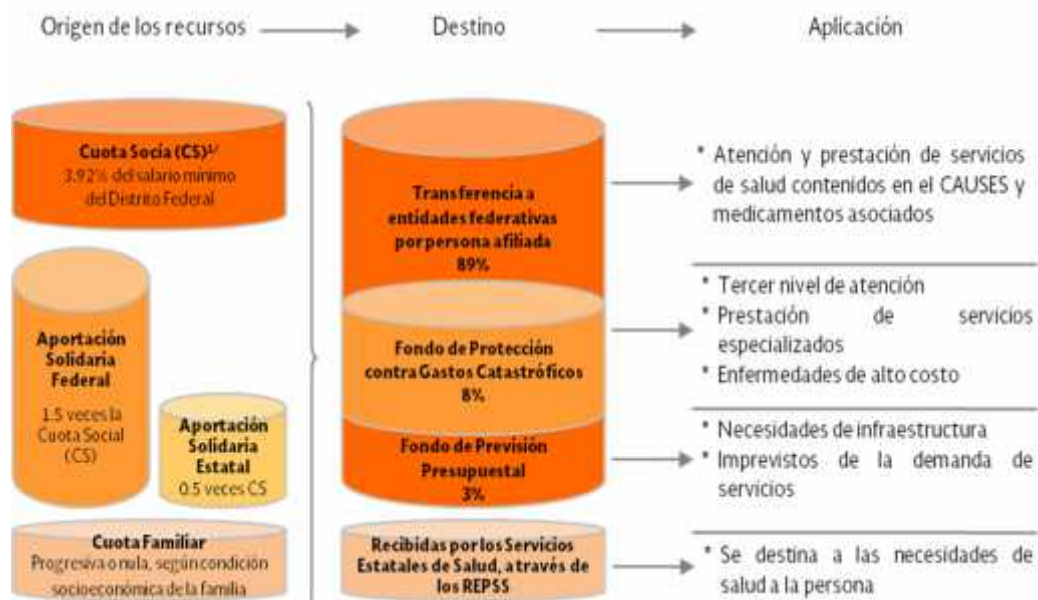 Origen de los recursos
Destino
Aplicación
Cuota Socia (CS)1/
3.92% del salario mínimo
del Distrito Federal
Aportación
Solidaria
Federal
1.5 veces la
Cuota Social
(CS)
Aportación
Solidaria
Estatal
0.5 veces CS
Cuota Familiar
Progresiva o nula, según condición
socioeconómica de la familia
Transferencia a
entidades federativas
por persona afiliada
89%
Fondo de Protección
contra Gastos Catastróficos
8%
Fondo de Previsión
Presupuestal
3%
Recibidas por los Servicios
Estatales de Salud, a través de
los REPSS
* Atención y prestación de servicios
de salud contenidos en el CAUSES y
medicamentos asociados
* Tercer nivel de atención
* Prestación de servicios
especializados
* Enfermedades de alto costo
* Necesidades de infraestructura
* Imprevistos de la demanda de
servicios
* Se destina a las necesidades de
salud a la persona